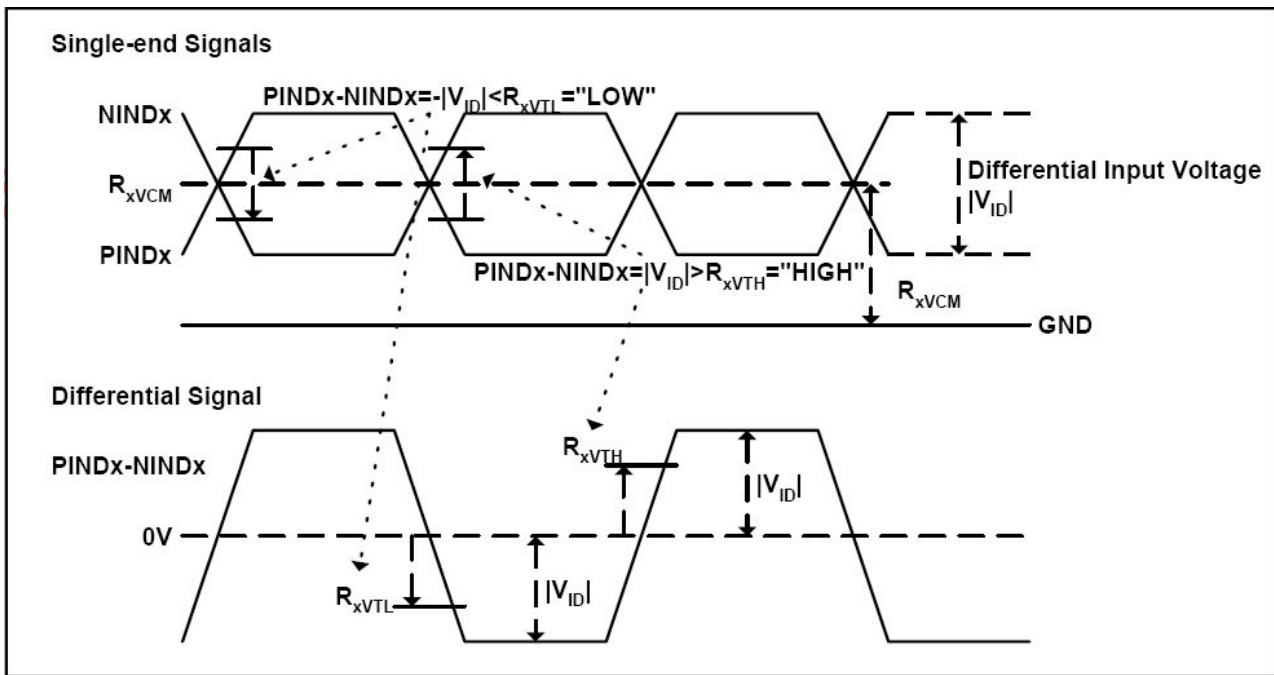 Single-end Signals
PINDx-NINDx=-|VID|<RxVTL="LOW"
NINDx
Differential Input Voltage
|VID|
RxVCM
PINDx
PINDx-NINDx=|VID|>RxVTH="HIGH"
RxVCM
GND
Differential Signal
RxVTH
PINDx-NINDx
|VID|
0V
RxVTL
|VID|